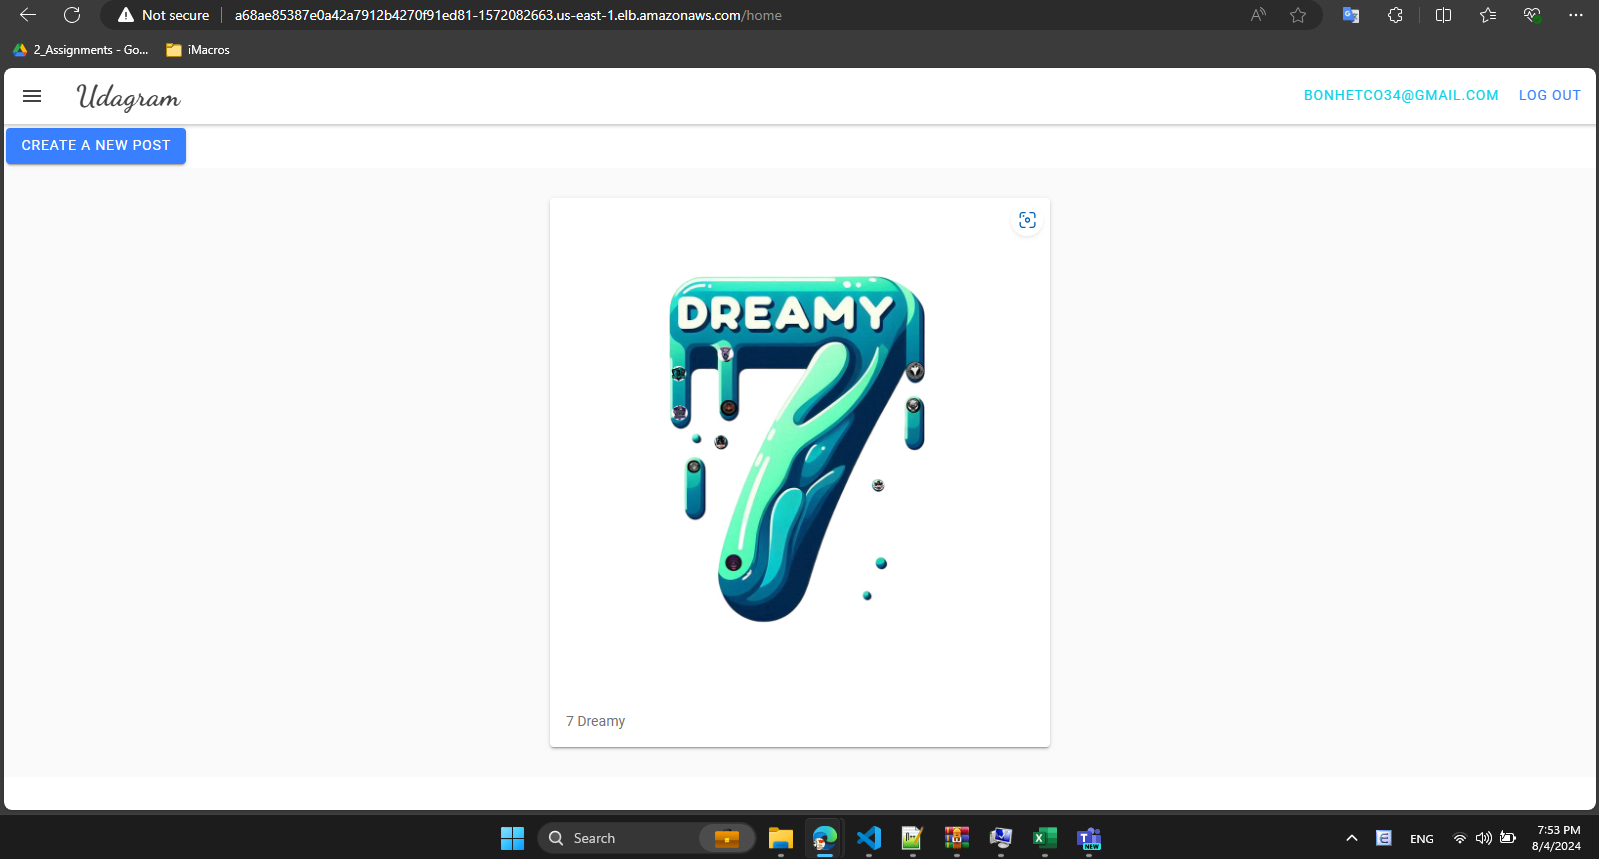 Not secure
a68ae85387e0a42a7912b4270f91ed81-1572082663.us-east-1.elb.amazonaws.com/home
2_Assignments - Go...
iMacros
Udagram
BONHETCO34@GMAIL.COM
LOG OUT
CREATE A NEW POST
DREAMY
7
7 Dreamy
Search
ENG
7:53 PM
8/4/2024